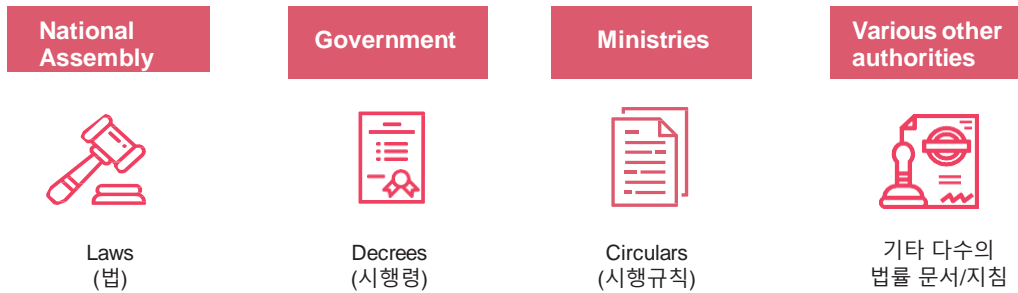 National
Assembly
Government
Ministries
Various other
authorities
Laws
(법)
Decrees
(시행령)
Circulars
(시행규칙)
기타 다수의
법률 문서/지침